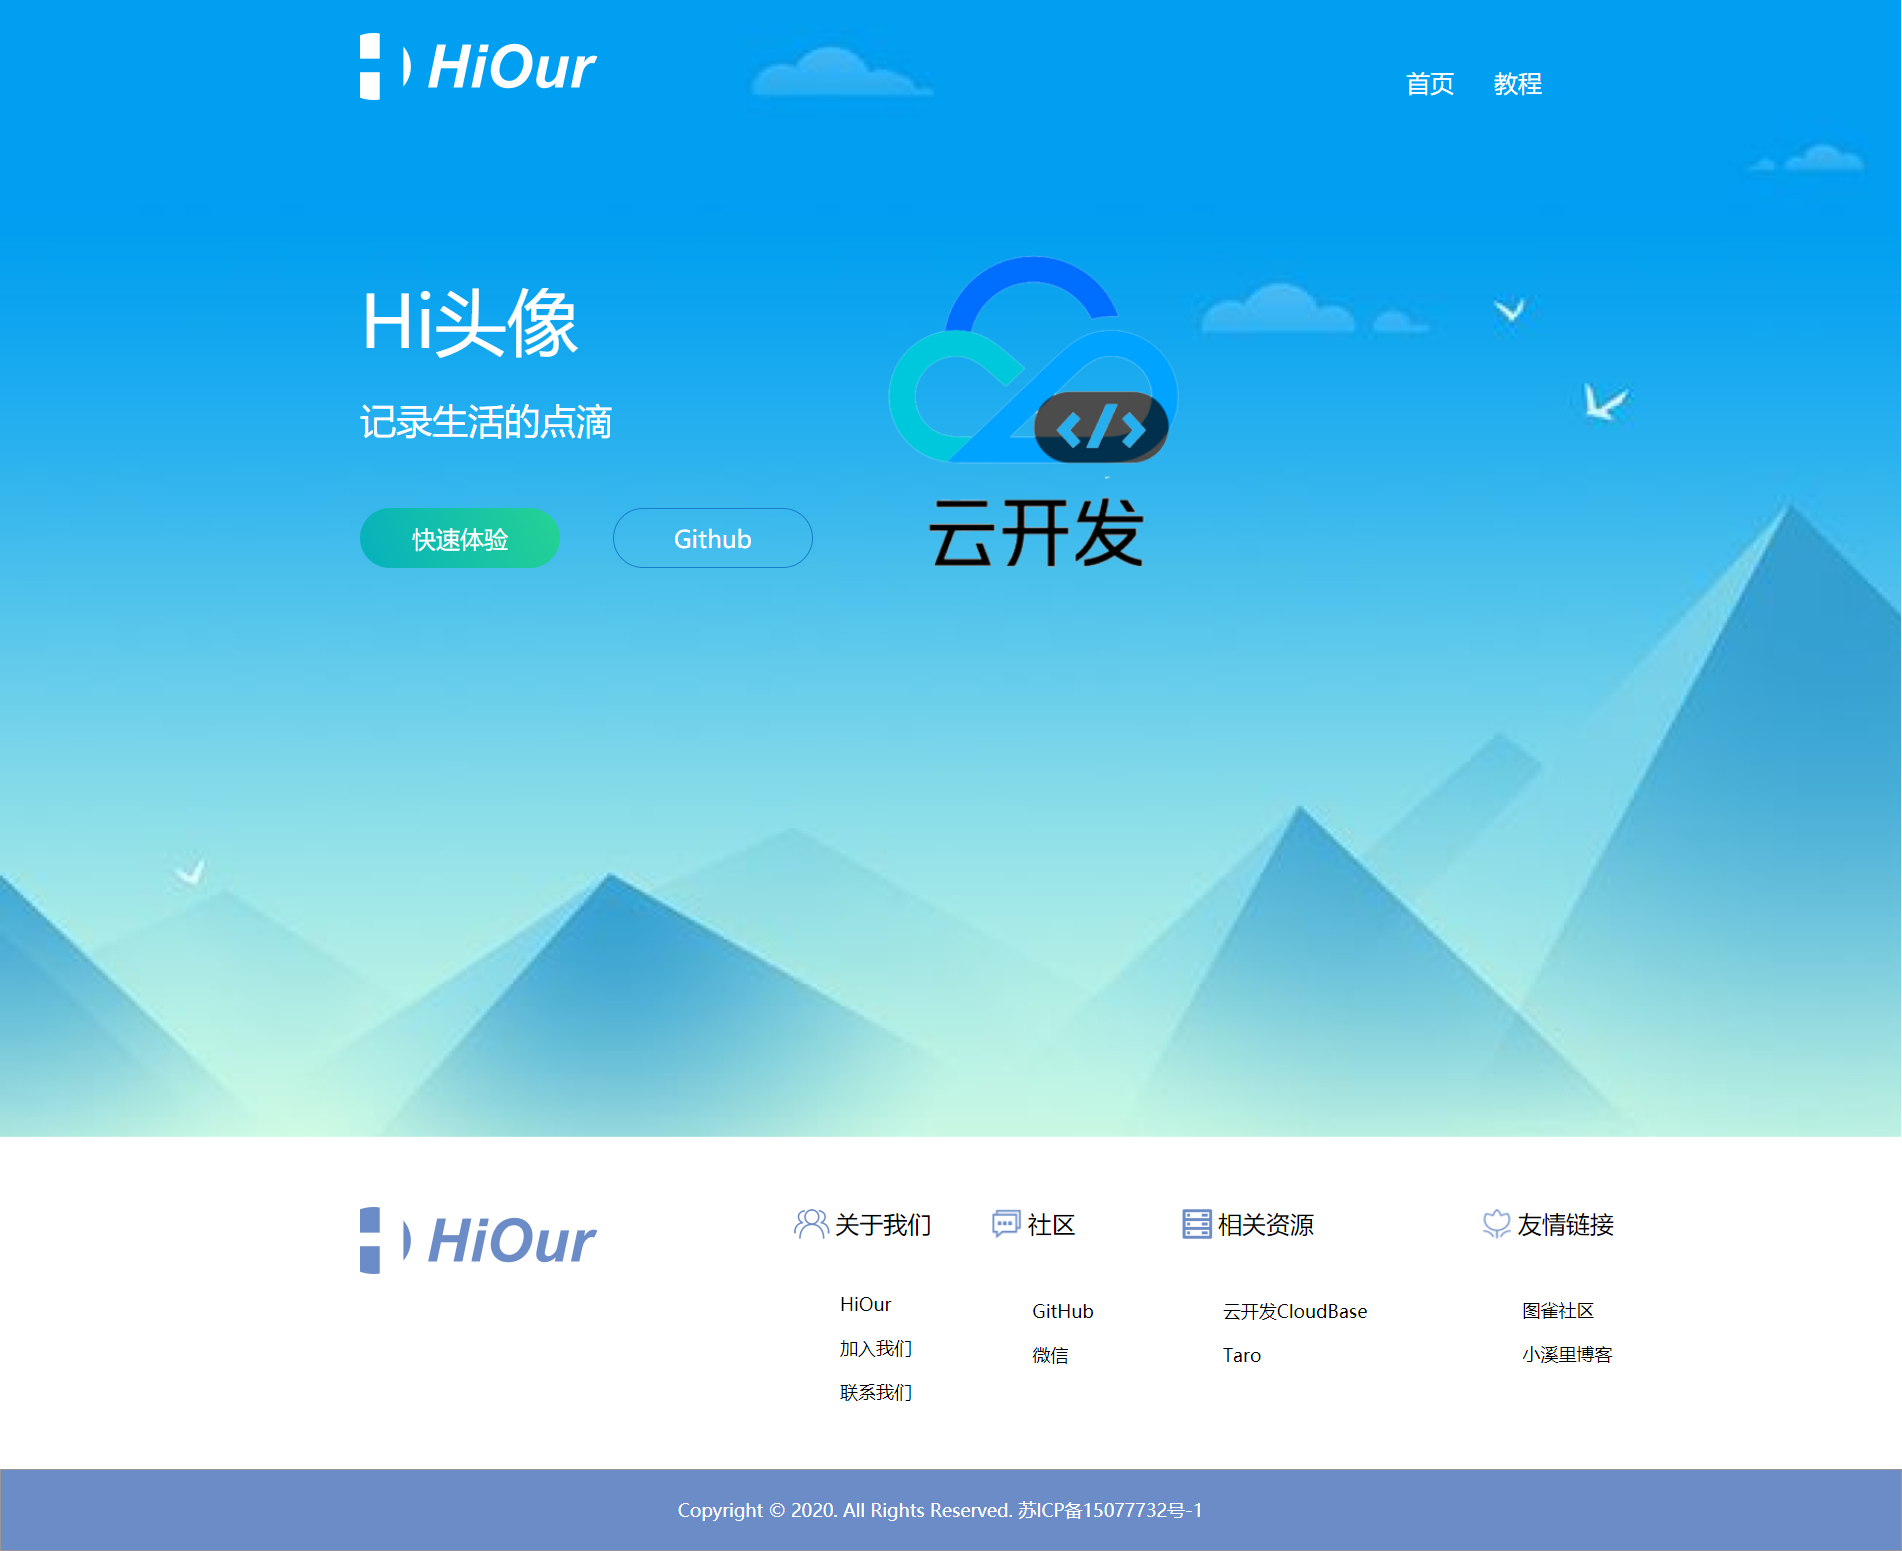 HiOur
首页 教程
Hi头像
记录生活的点滴
快速体验 Github
</>
云开发
HiOur
关于我们
HiOur
加入我们
联系我们
社区
GitHub
微信
相关资源
云开发CloudBase
Taro
友情链接
图雀社区
小溪里博客
Copyright © 2020. All Rights Reserved. 苏ICP备15077732号-1